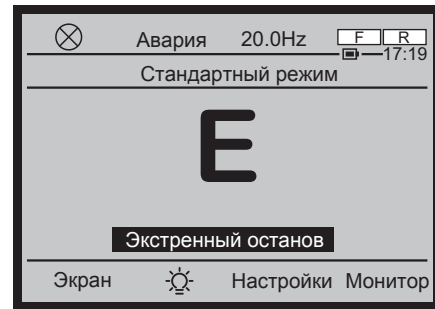 Авария 20.0Hz F R
17:19
Стандартный режим
E
Экстренный останов
Экран Настройки Монитор